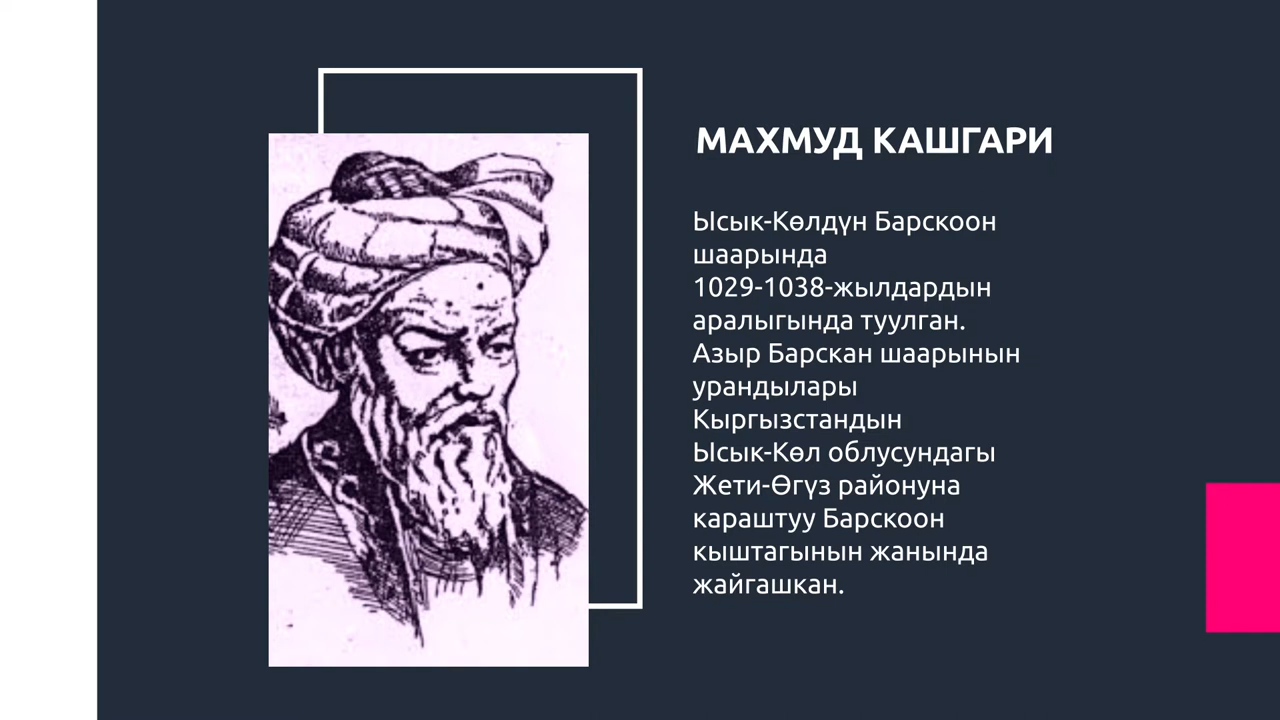 МАХМУД КАШГАРИ
Ысык-Көлдүн Барскоон
шаарында
1029-1038-жылдардын
аралыгында туулган.
Азыр Барскан шаарынын
урандылары
Кыргызстандын
Ысык-Көл облусундагы
Жети-Өгүз районуна
караштуу Барскоон
кыштагынын жанында
жайгашкан.